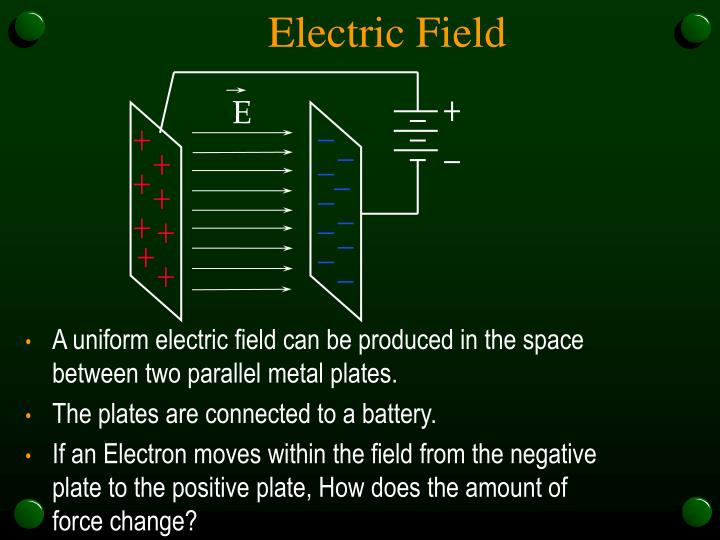 Electric Field
E
+
–
+
+
+
+
+
+
+
+
–
–
–
–
–
–
–
–
–
–
• A uniform electric field can be produced in the space
between two parallel metal plates.
• The plates are connected to a battery.
• If an Electron moves within the field from the negative
plate to the positive plate, How does the amount of
force change?